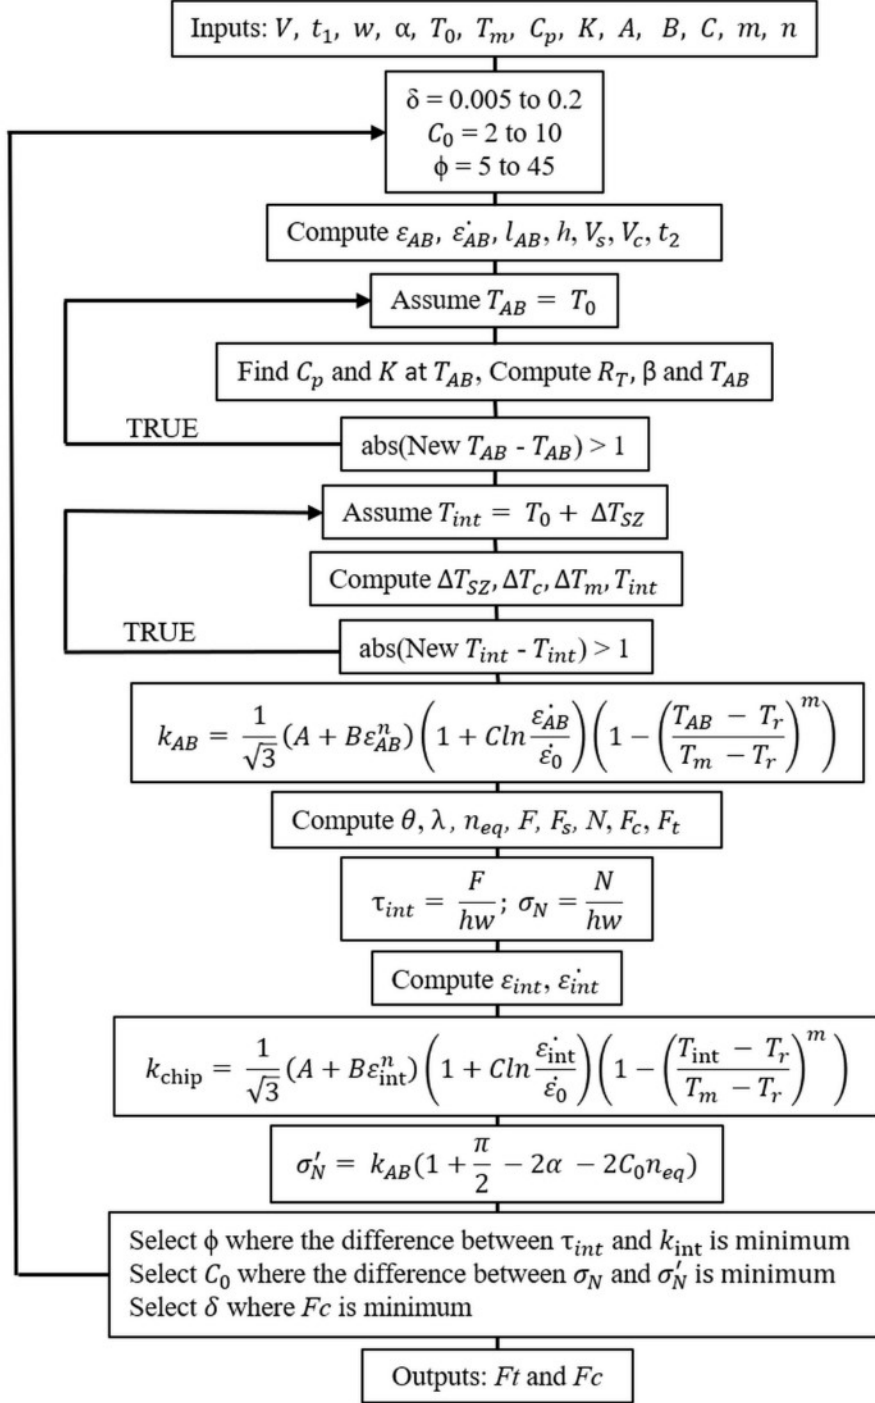 Inputs: V, t₁, w, α, T₀, Tₘ, Cₚ, K, A, B, C, m, n
δ = 0.005 to 0.2
C₀ = 2 to 10
ϕ = 5 to 45
Compute ε_AB, ε̇_AB, l_AB, h, V_s, V_c, t₂
Assume T_AB = T₀
Find Cₚ and K at T_AB, Compute R_T, β and T_AB
TRUE
abs(New T_AB - T_AB) > 1
Assume T_int = T₀ + ΔT_SZ
Compute ΔT_SZ, ΔT_c, ΔT_m, T_int
TRUE
abs(New T_int - T_int) > 1
k_AB = 1/√3 (A + Bε_AB^n) (1 + Cln ε̇_AB/ε̇₀) (1 − ((T_AB − T_r)/(T_m − T_r))^m)
Compute θ, λ, n_eq, F, F_s, N, F_c, F_t
τ_int = F/hw; σ_N = N/hw
Compute ε_int, ε̇_int
k_chip = 1/√3 (A + Bε_int^n) (1 + Cln ε̇_int/ε̇₀) (1 − ((T_int − T_r)/(T_m − T_r))^m)
σ′_N = k_AB(1 + π/2 − 2α − 2C₀n_eq)
Select ϕ where the difference between τ_int and k_int is minimum
Select C₀ where the difference between σ_N and σ′_N is minimum
Select δ where Fc is minimum
Outputs: Ft and Fc